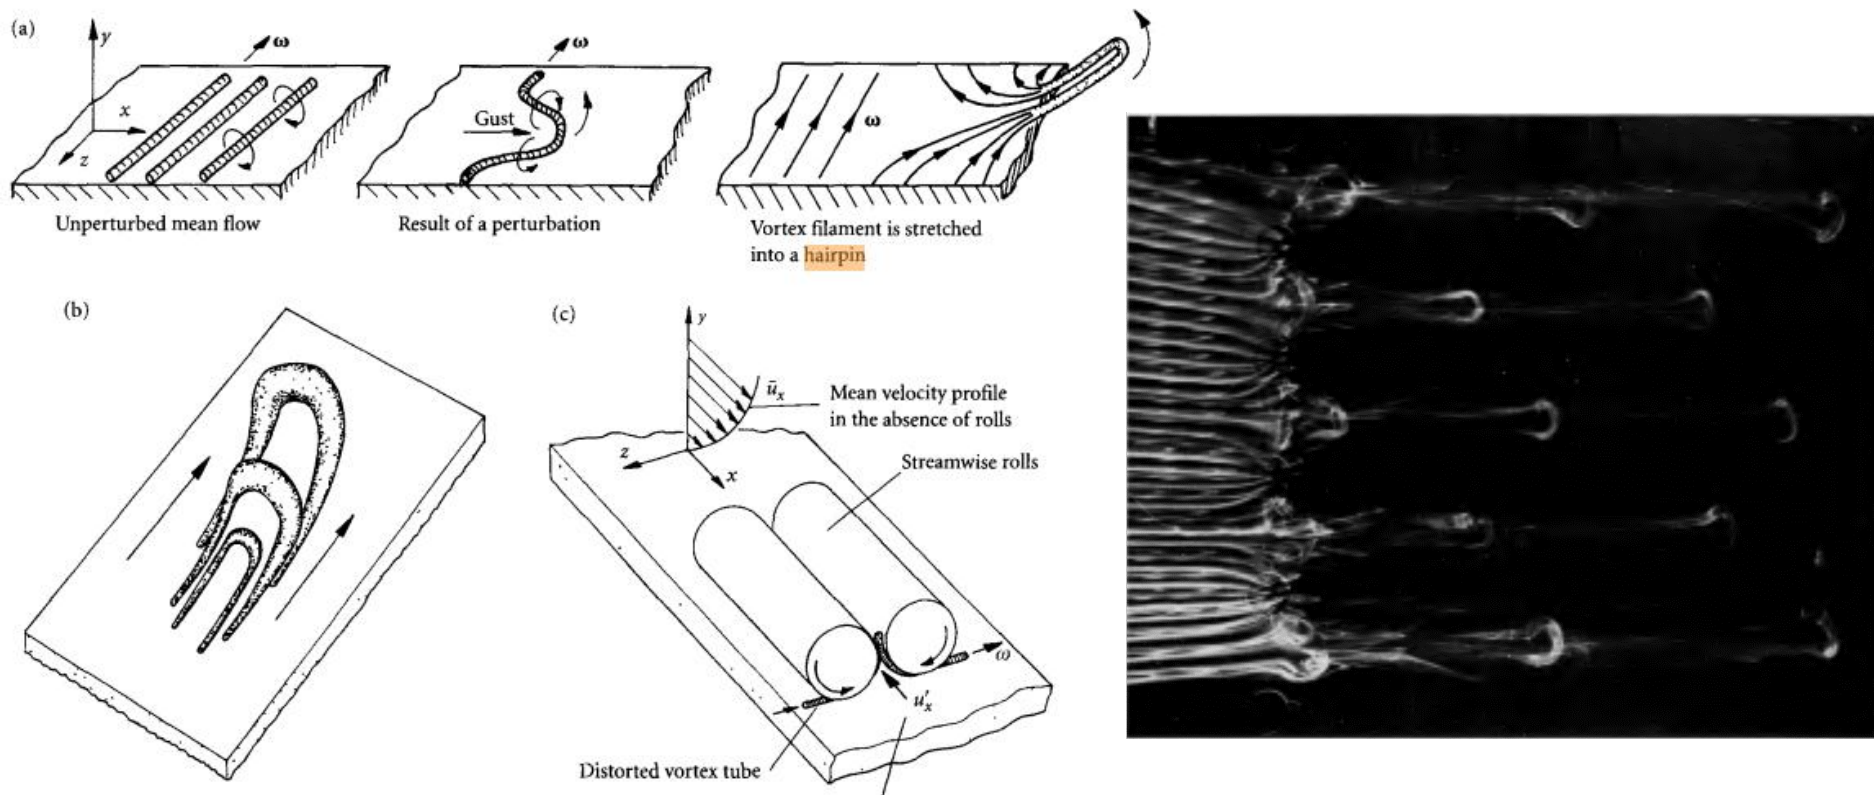 (a)
y
x
z
ω
Unperturbed mean flow
ω
Gust
Result of a perturbation
ω
Vortex filament is stretched
into a hairpin
(b)
(c)
y
ūₓ
Mean velocity profile
in the absence of rolls
z
x
Streamwise rolls
ω
u′ₓ
Distorted vortex tube